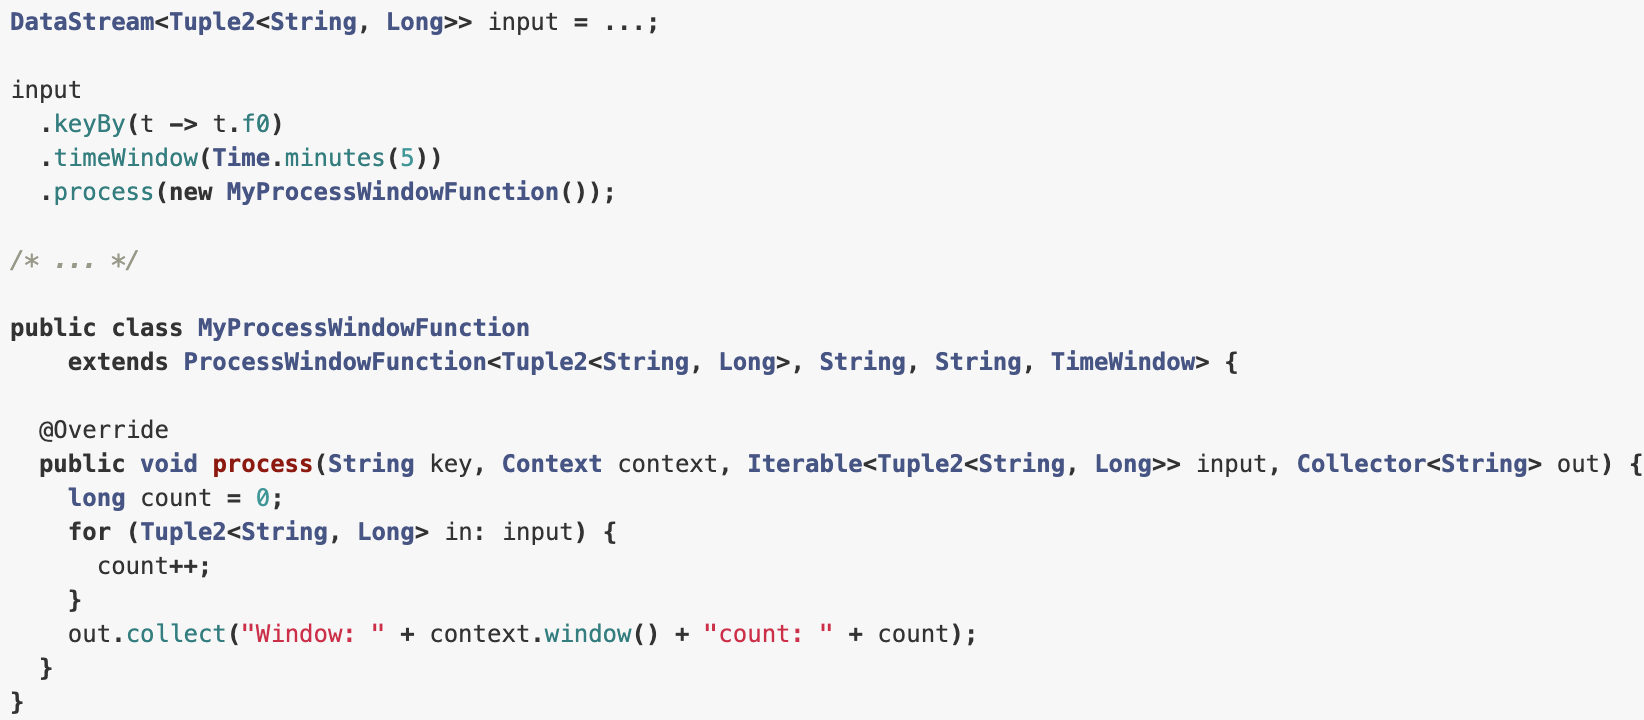 DataStream<Tuple2<String, Long>> input = ...;
input
  .keyBy(t -> t.f0)
  .timeWindow(Time.minutes(5))
  .process(new MyProcessWindowFunction());
/* ... */
public class MyProcessWindowFunction
    extends ProcessWindowFunction<Tuple2<String, Long>, String, String, TimeWindow> {
  @Override
  public void process(String key, Context context, Iterable<Tuple2<String, Long>> input, Collector<String> out) {
    long count = 0;
    for (Tuple2<String, Long> in: input) {
      count++;
    }
    out.collect("Window: " + context.window() + "count: " + count);
  }
}